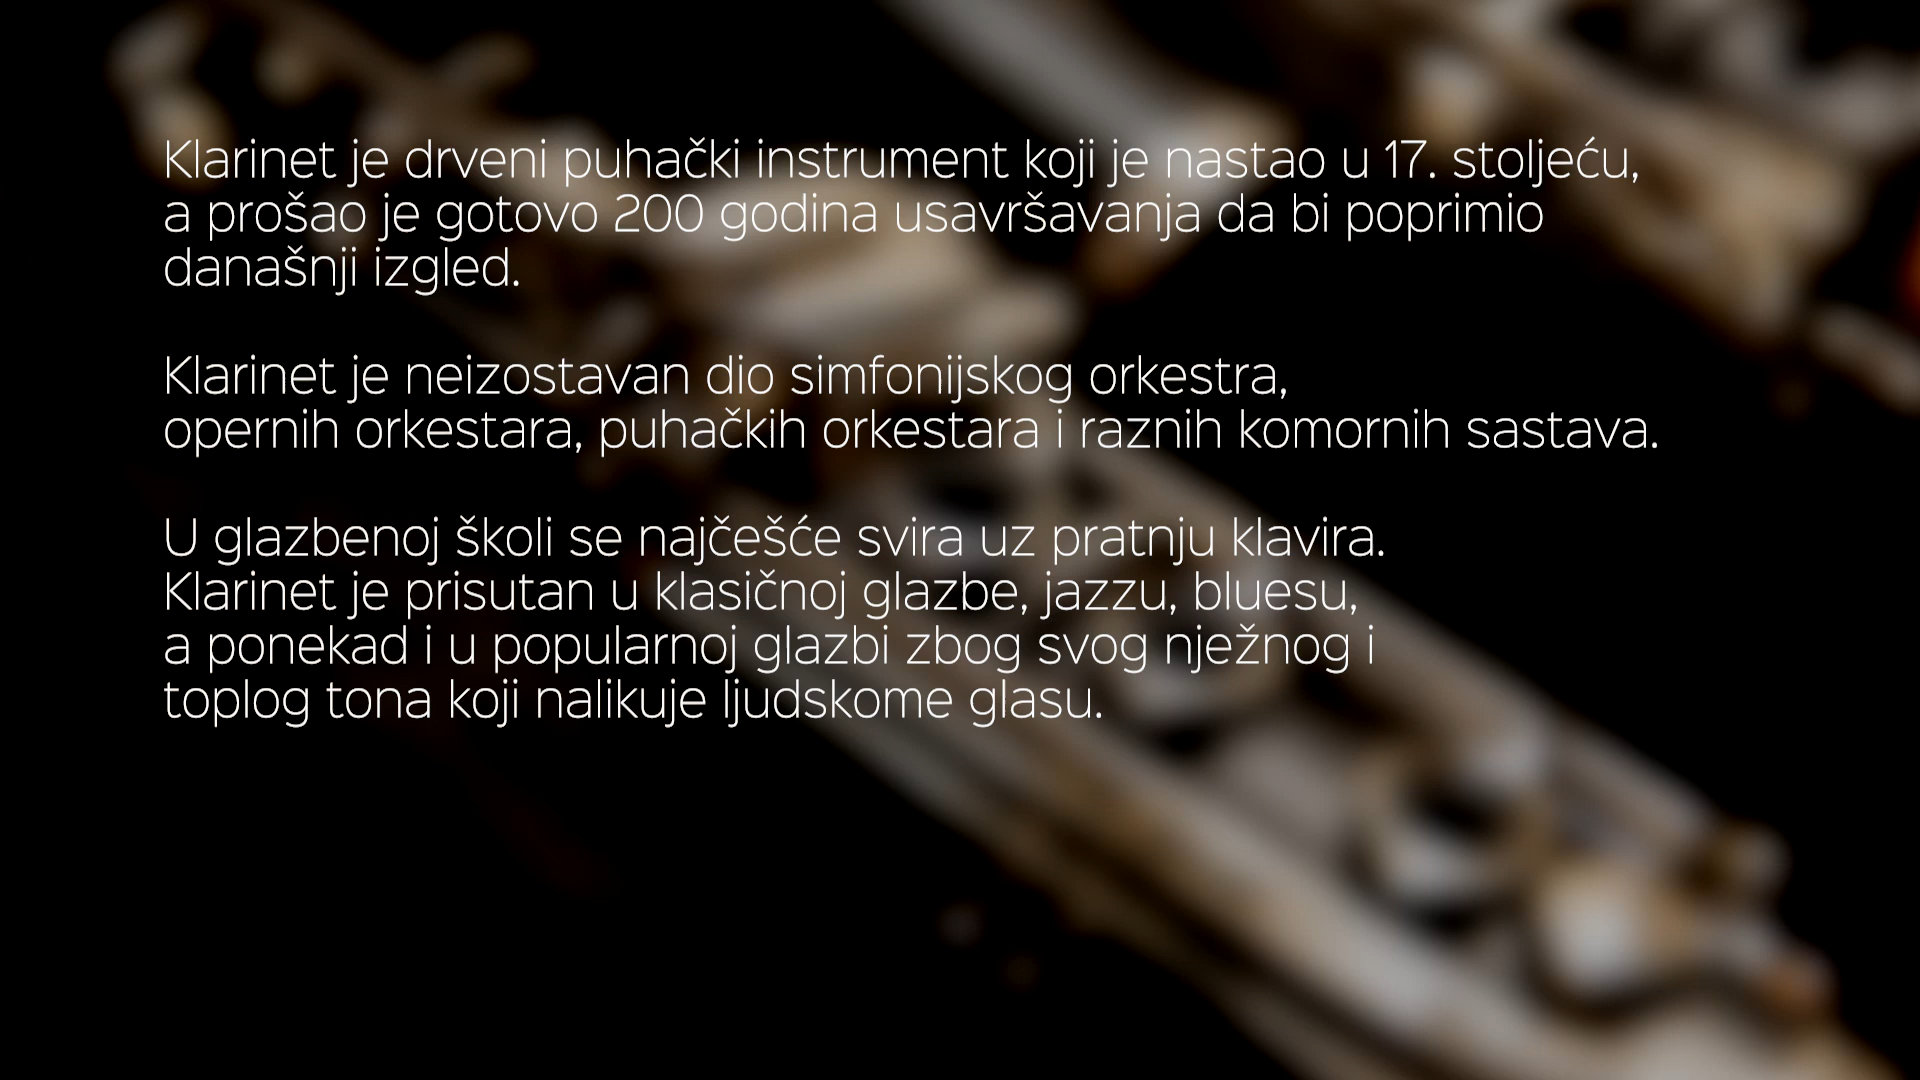 Klarinet je drveni puhački instrument koji je nastao u 17. stoljeću,
a prošao je gotovo 200 godina usavršavanja da bi poprimio
današnji izgled.
Klarinet je neizostavan dio simfonijskog orkestra,
opernih orkestara, puhačkih orkestara i raznih komornih sastava.
U glazbenoj školi se najčešće svira uz pratnju klavira.
Klarinet je prisutan u klasičnoj glazbe, jazzu, bluesu,
a ponekad i u popularnoj glazbi zbog svog nježnog i
toplog tona koji nalikuje ljudskome glasu.